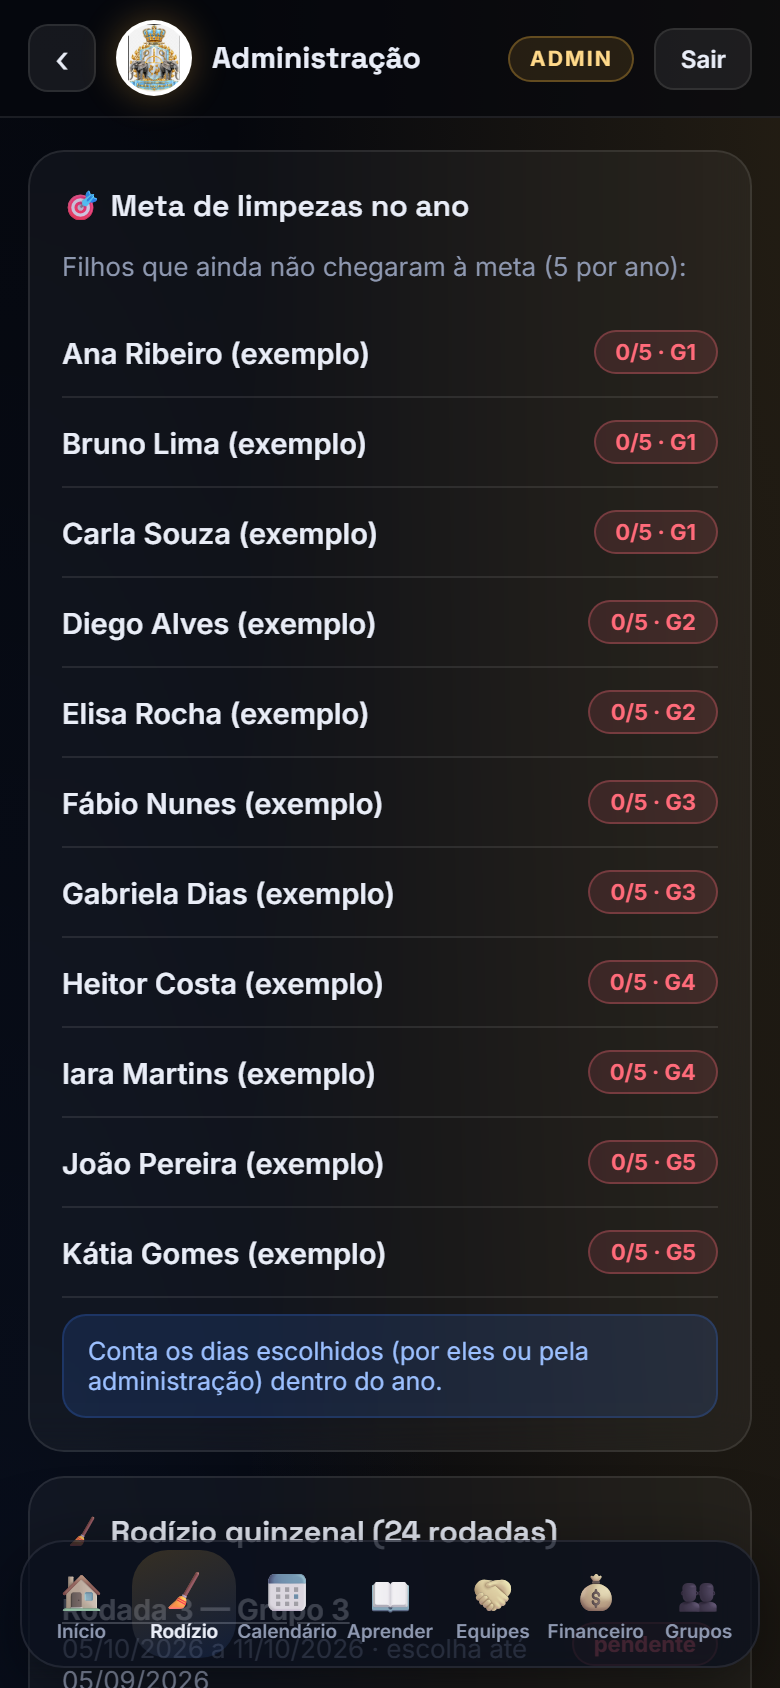 ‹ Administração ADMIN Sair
Meta de limpezas no ano
Filhos que ainda não chegaram à meta (5 por ano):
Ana Ribeiro (exemplo) 0/5 · G1
Bruno Lima (exemplo) 0/5 · G1
Carla Souza (exemplo) 0/5 · G1
Diego Alves (exemplo) 0/5 · G2
Elisa Rocha (exemplo) 0/5 · G2
Fábio Nunes (exemplo) 0/5 · G3
Gabriela Dias (exemplo) 0/5 · G3
Heitor Costa (exemplo) 0/5 · G4
Iara Martins (exemplo) 0/5 · G4
João Pereira (exemplo) 0/5 · G5
Kátia Gomes (exemplo) 0/5 · G5
Conta os dias escolhidos (por eles ou pela
administração) dentro do ano.
Rodízio quinzenal (24 rodadas)
Rodada 3 — Grupo 3
05/10/2026 a 11/10/2026 · escolha até
05/09/2026
pendente
Início Rodízio Calendário Aprender Equipes Financeiro Grupos